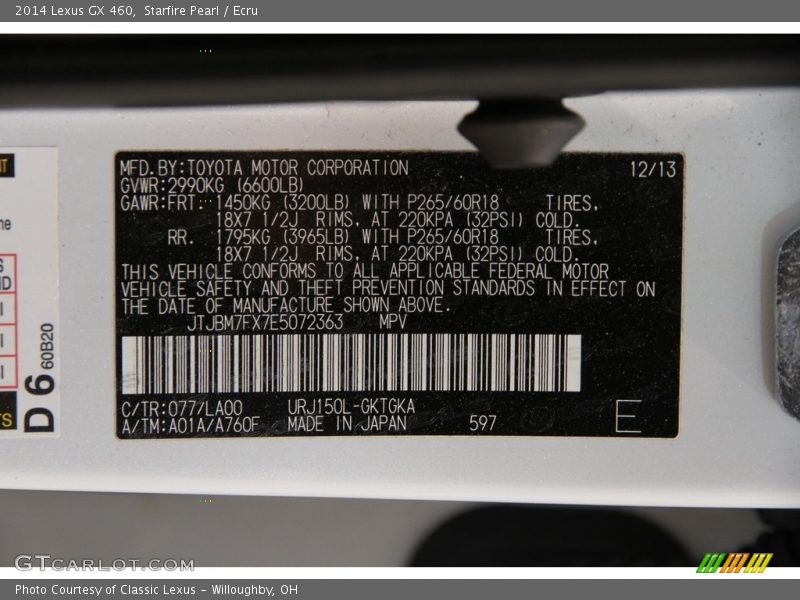 2014 Lexus GX 460, Starfire Pearl / Ecru
MFD.BY:TOYOTA MOTOR CORPORATION 12/13
GVWR:2990KG (6600LB)
GAWR:FRT. 1450KG (3200LB) WITH P265/60R18 TIRES,
18X7 1/2J RIMS, AT 220KPA (32PSI) COLD.
RR. 1795KG (3965LB) WITH P265/60R18 TIRES,
18X7 1/2J RIMS, AT 220KPA (32PSI) COLD.
THIS VEHICLE CONFORMS TO ALL APPLICABLE FEDERAL MOTOR
VEHICLE SAFETY AND THEFT PREVENTION STANDARDS IN EFFECT ON
THE DATE OF MANUFACTURE SHOWN ABOVE.
JTJBM7FX7E5072363 MPV
C/TR:077/LA00 URJ150L-GKTGKA
A/TM:A01A/A760F MADE IN JAPAN 597 E
D 6 60B20
GTCARLOT.COM
Photo Courtesy of Classic Lexus - Willoughby, OH